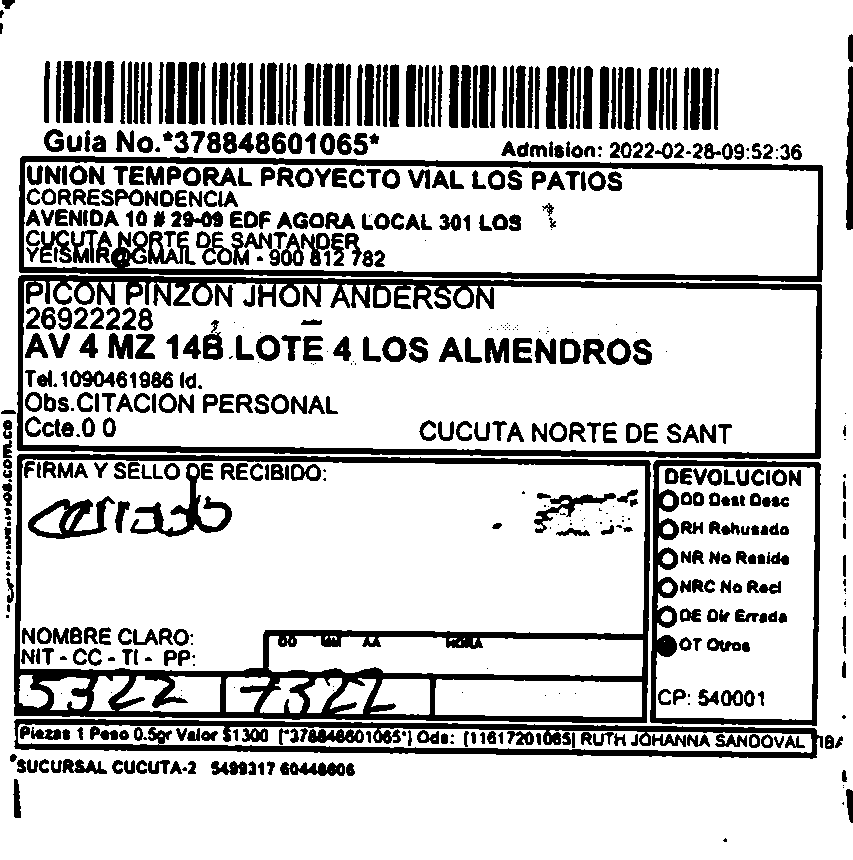 Guia No.*378848601065*
Admision: 2022-02-28-09:52:36
UNION TEMPORAL PROYECTO VIAL LOS PATIOS
CORRESPONDENCIA
AVENIDA 10 # 29-09 EDF AGORA LOCAL 301 LOS
CUCUTA NORTE DE SANTANDER
YEISMIR@GMAIL COM - 900 812 782
PICON PINZON JHON ANDERSON
26922228
AV 4 MZ 14B LOTE 4 LOS ALMENDROS
Tel.1090461986 Id.
Obs.CITACION PERSONAL
Ccte.0 0
CUCUTA NORTE DE SANT
FIRMA Y SELLO DE RECIBIDO:
cerrado
DEVOLUCION
DD Dest Desc
RH Rehusado
NR No Reside
NRC No Recl
DE Dir Errada
OT Otros
CP: 540001
NOMBRE CLARO:
NIT - CC - TI - PP:
DD MM AA HORA
5322 7322
Piezas 1 Peso 0.5gr Valor $1300 (*378848601065*) Ods: [11617201065] RUTH JOHANNA SANDOVAL
SUCURSAL CUCUTA-2 5499317 60448606